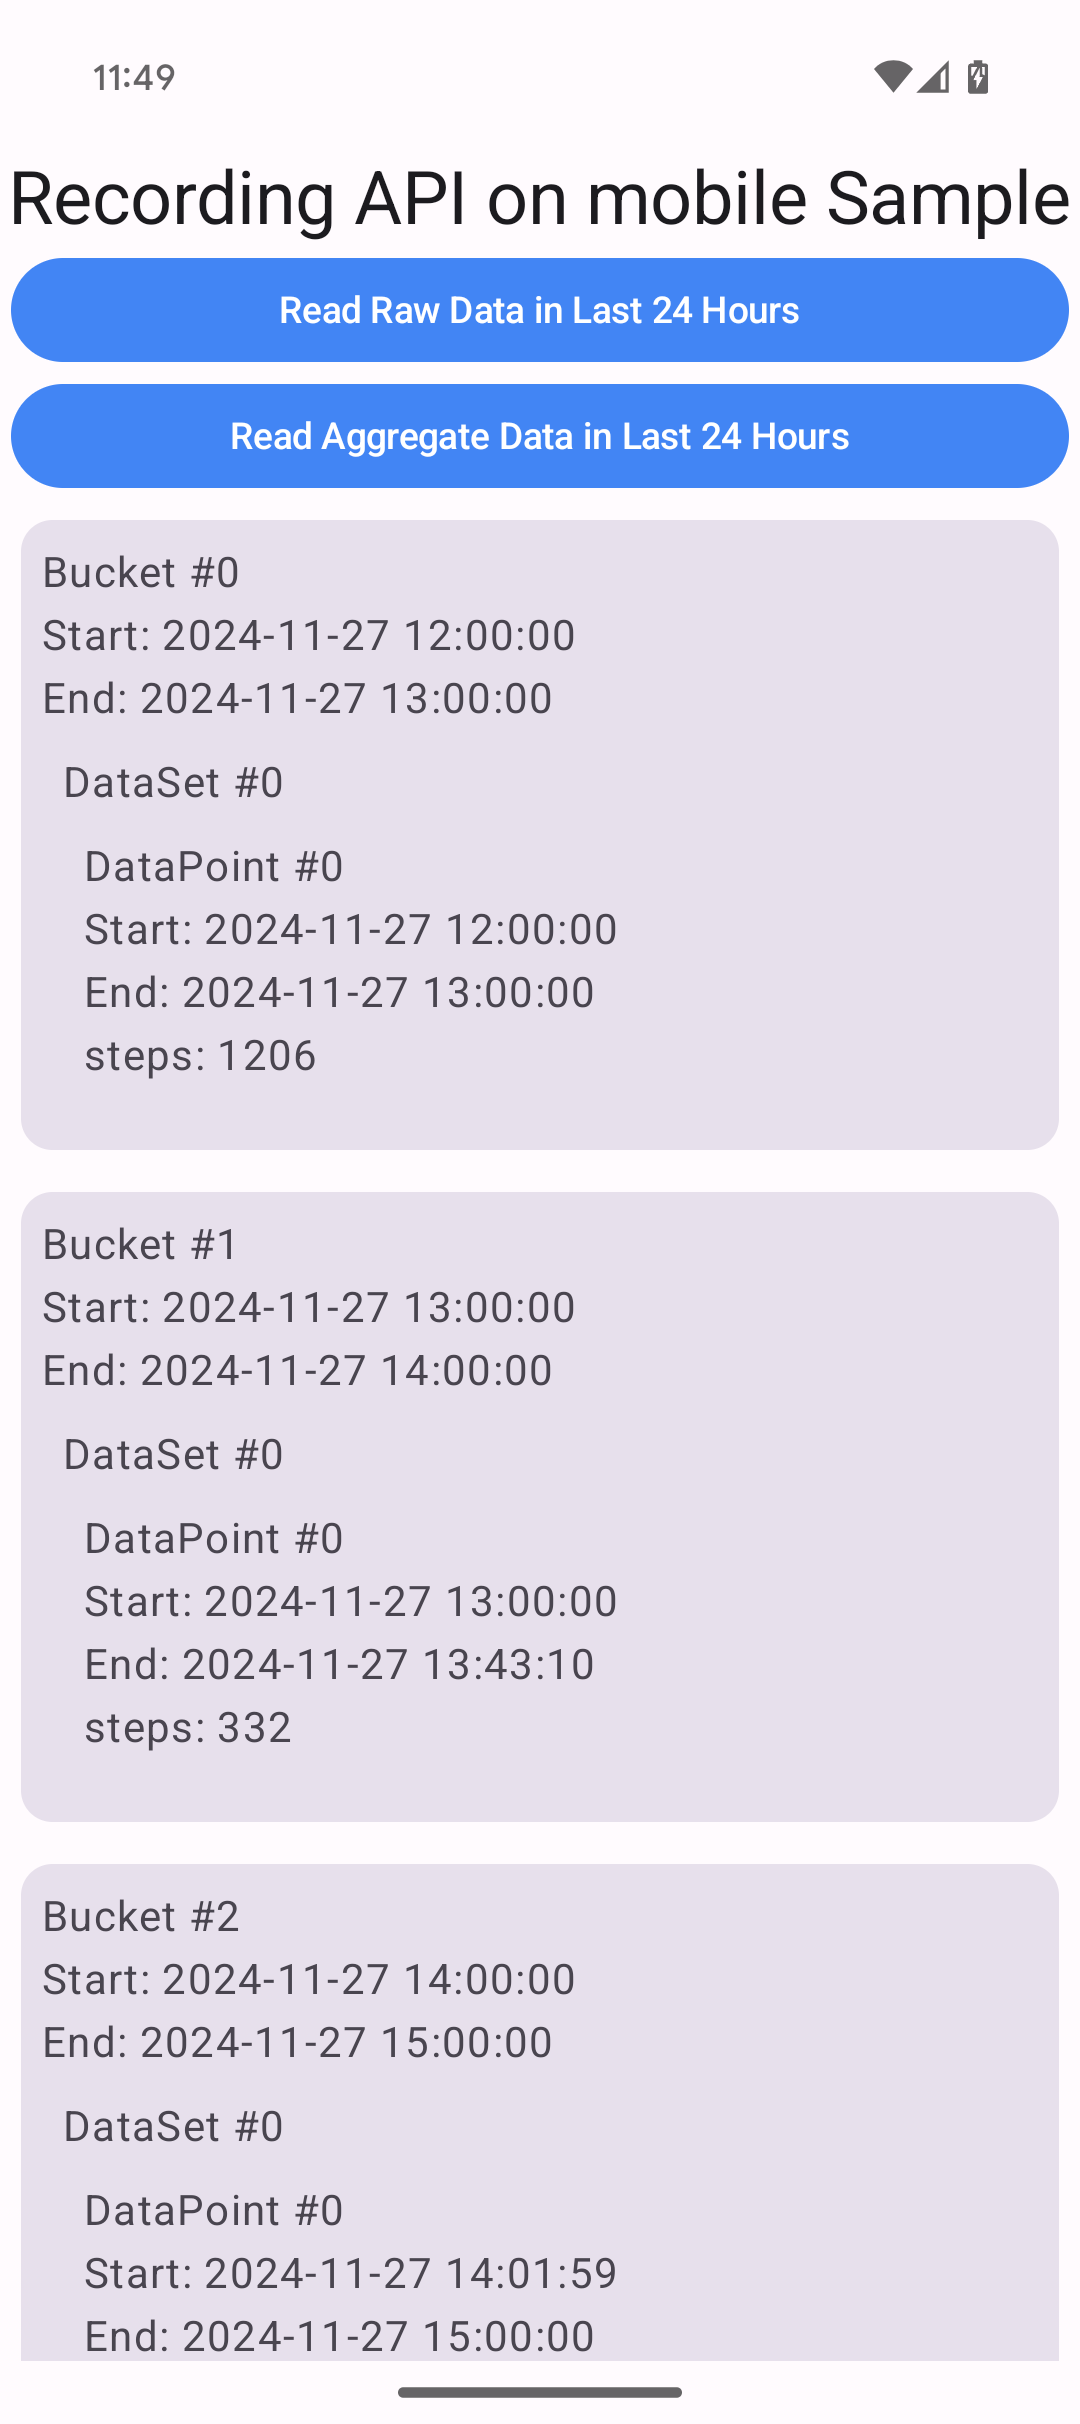 11:49
Recording API on mobile Sample
Read Raw Data in Last 24 Hours
Read Aggregate Data in Last 24 Hours
Bucket #0
Start: 2024-11-27 12:00:00
End: 2024-11-27 13:00:00
DataSet #0
DataPoint #0
Start: 2024-11-27 12:00:00
End: 2024-11-27 13:00:00
steps: 1206
Bucket #1
Start: 2024-11-27 13:00:00
End: 2024-11-27 14:00:00
DataSet #0
DataPoint #0
Start: 2024-11-27 13:00:00
End: 2024-11-27 13:43:10
steps: 332
Bucket #2
Start: 2024-11-27 14:00:00
End: 2024-11-27 15:00:00
DataSet #0
DataPoint #0
Start: 2024-11-27 14:01:59
End: 2024-11-27 15:00:00